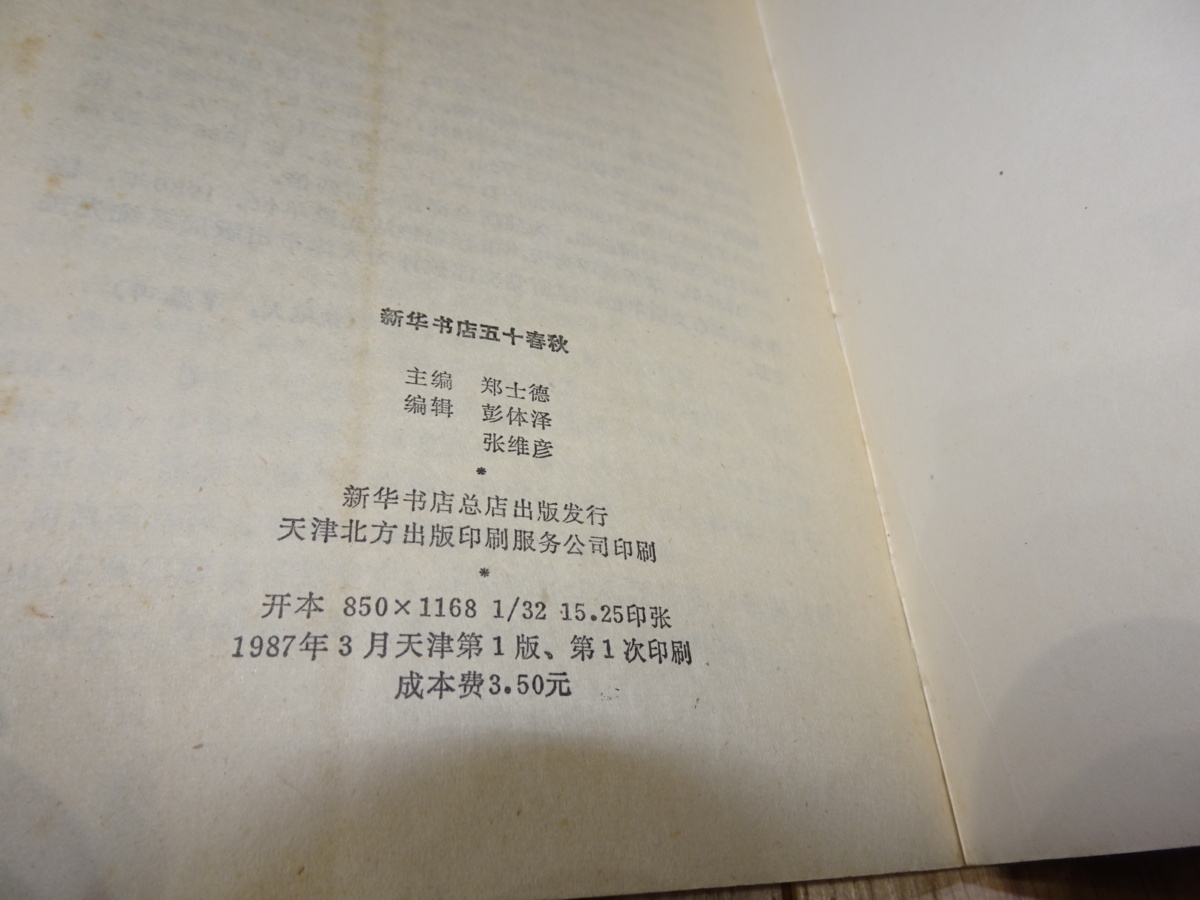 新华书店五十春秋
主编 郑士德
编辑 彭体泽
张维彦
*
新华书店总店出版发行
天津北方出版印刷服务公司印刷
*
开本 850×1168 1/32 15.25印张
1987年3月天津第1版、第1次印刷
成本费3.50元